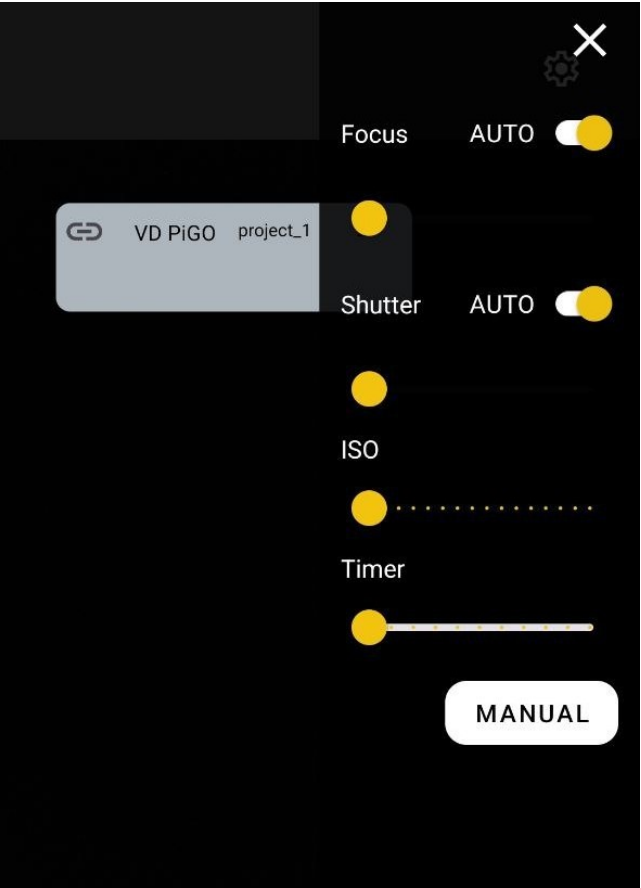 Focus AUTO
VD PiGO project_1
Shutter AUTO
ISO
Timer
MANUAL